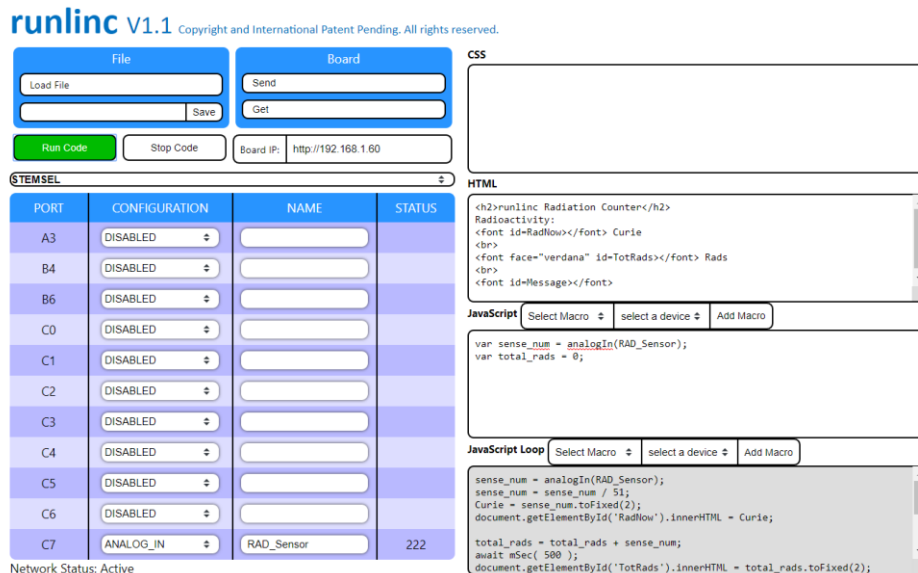 runlinc V1.1 Copyright and International Patent Pending. All rights reserved.
File
Load File
Save
Board
Send
Get
Run Code
Stop Code
Board IP:
http://192.168.1.60
STEMSEL
PORT CONFIGURATION NAME STATUS
A3 DISABLED
B4 DISABLED
B6 DISABLED
C0 DISABLED
C1 DISABLED
C2 DISABLED
C3 DISABLED
C4 DISABLED
C5 DISABLED
C6 DISABLED
C7 ANALOG_IN RAD_Sensor 222
Network Status: Active
CSS
HTML
<h2>runlinc Radiation Counter</h2>
Radioactivity:
<font id=RadNow></font> Curie
<br>
<font face="verdana" id=TotRads></font> Rads
<br>
<font id=Message></font>
JavaScript Select Macro select a device Add Macro
var sense_num = analogIn(RAD_Sensor);
var total_rads = 0;
JavaScript Loop Select Macro select a device Add Macro
sense_num = analogIn(RAD_Sensor);
sense_num = sense_num / 51;
Curie = sense_num.toFixed(2);
document.getElementById('RadNow').innerHTML = Curie;
total_rads = total_rads + sense_num;
await mSec( 500 );
document.getElementById('TotRads').innerHTML = total_rads.toFixed(2);